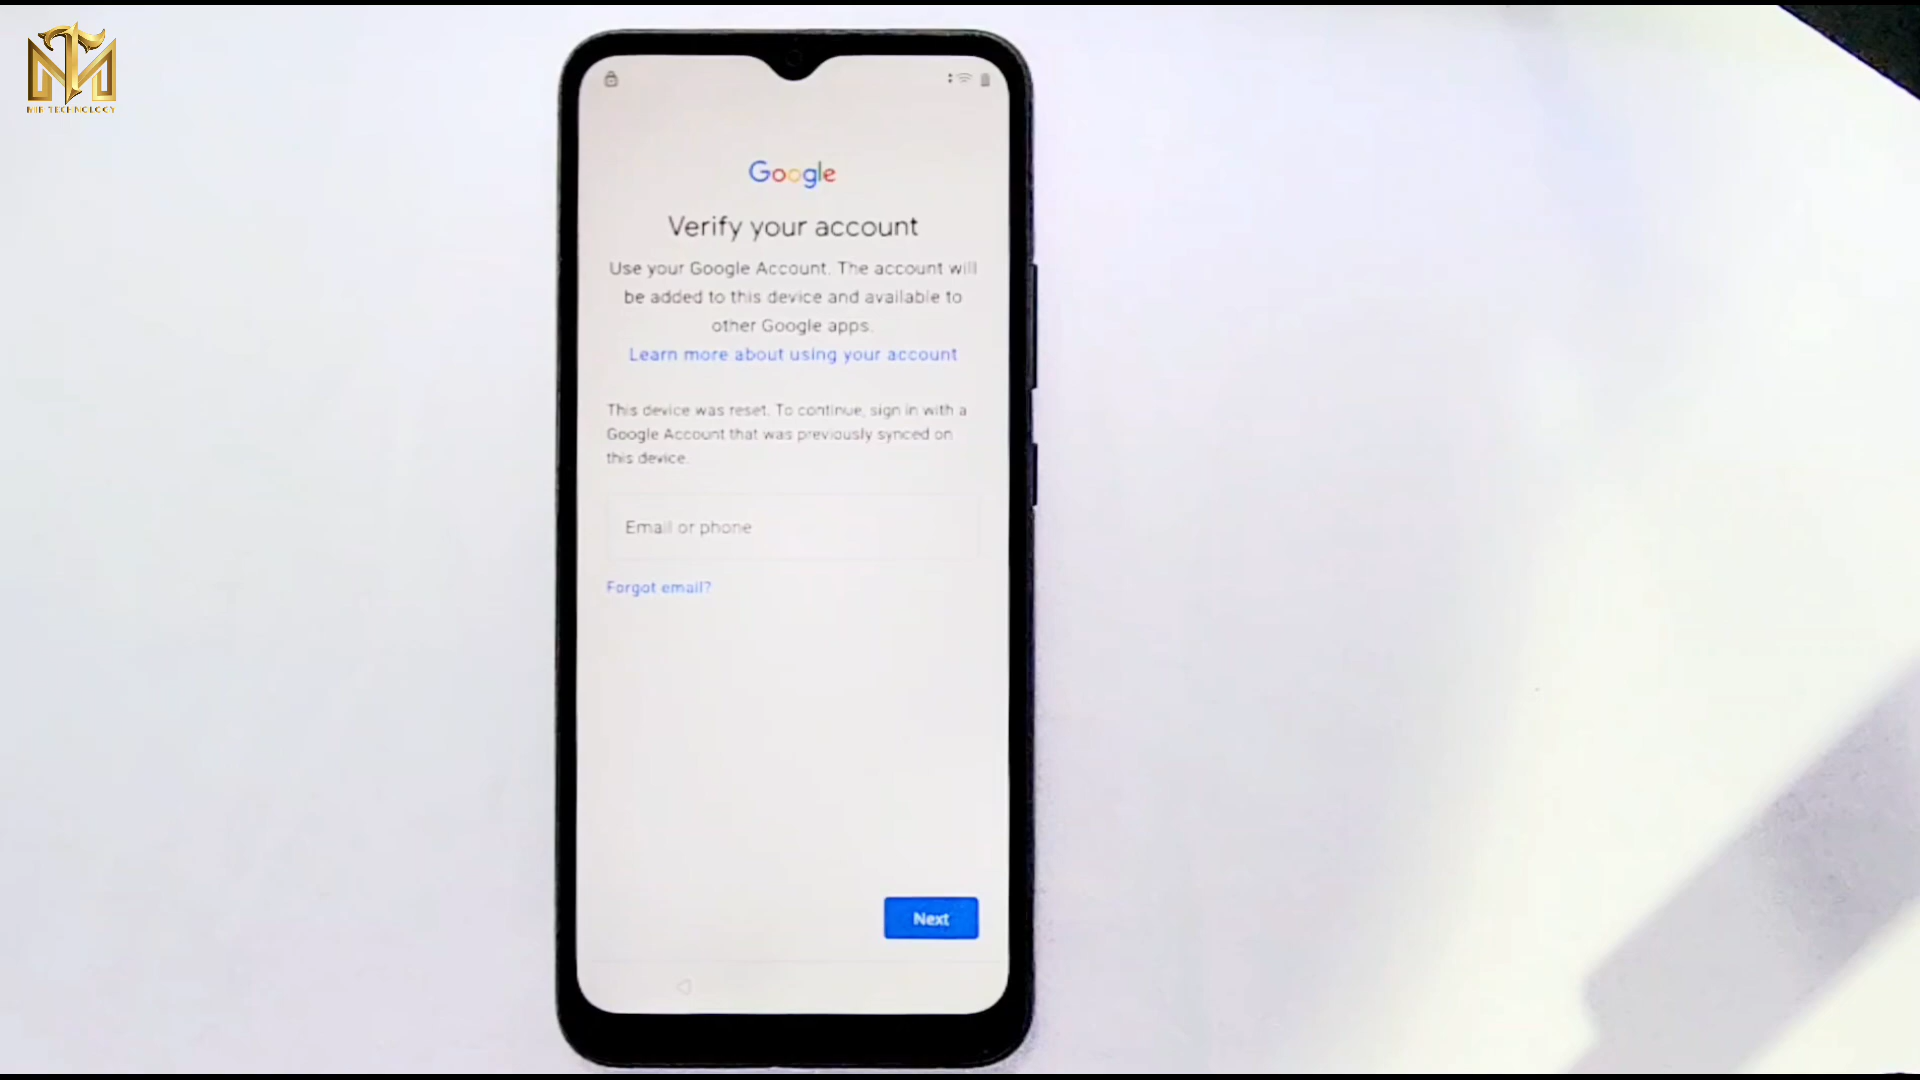 Google
Verify your account
Use your Google Account. The account will
be added to this device and available to
other Google apps.
Learn more about using your account
This device was reset. To continue, sign in with a
Google Account that was previously synced on
this device.
Email or phone
Forgot email?
Next